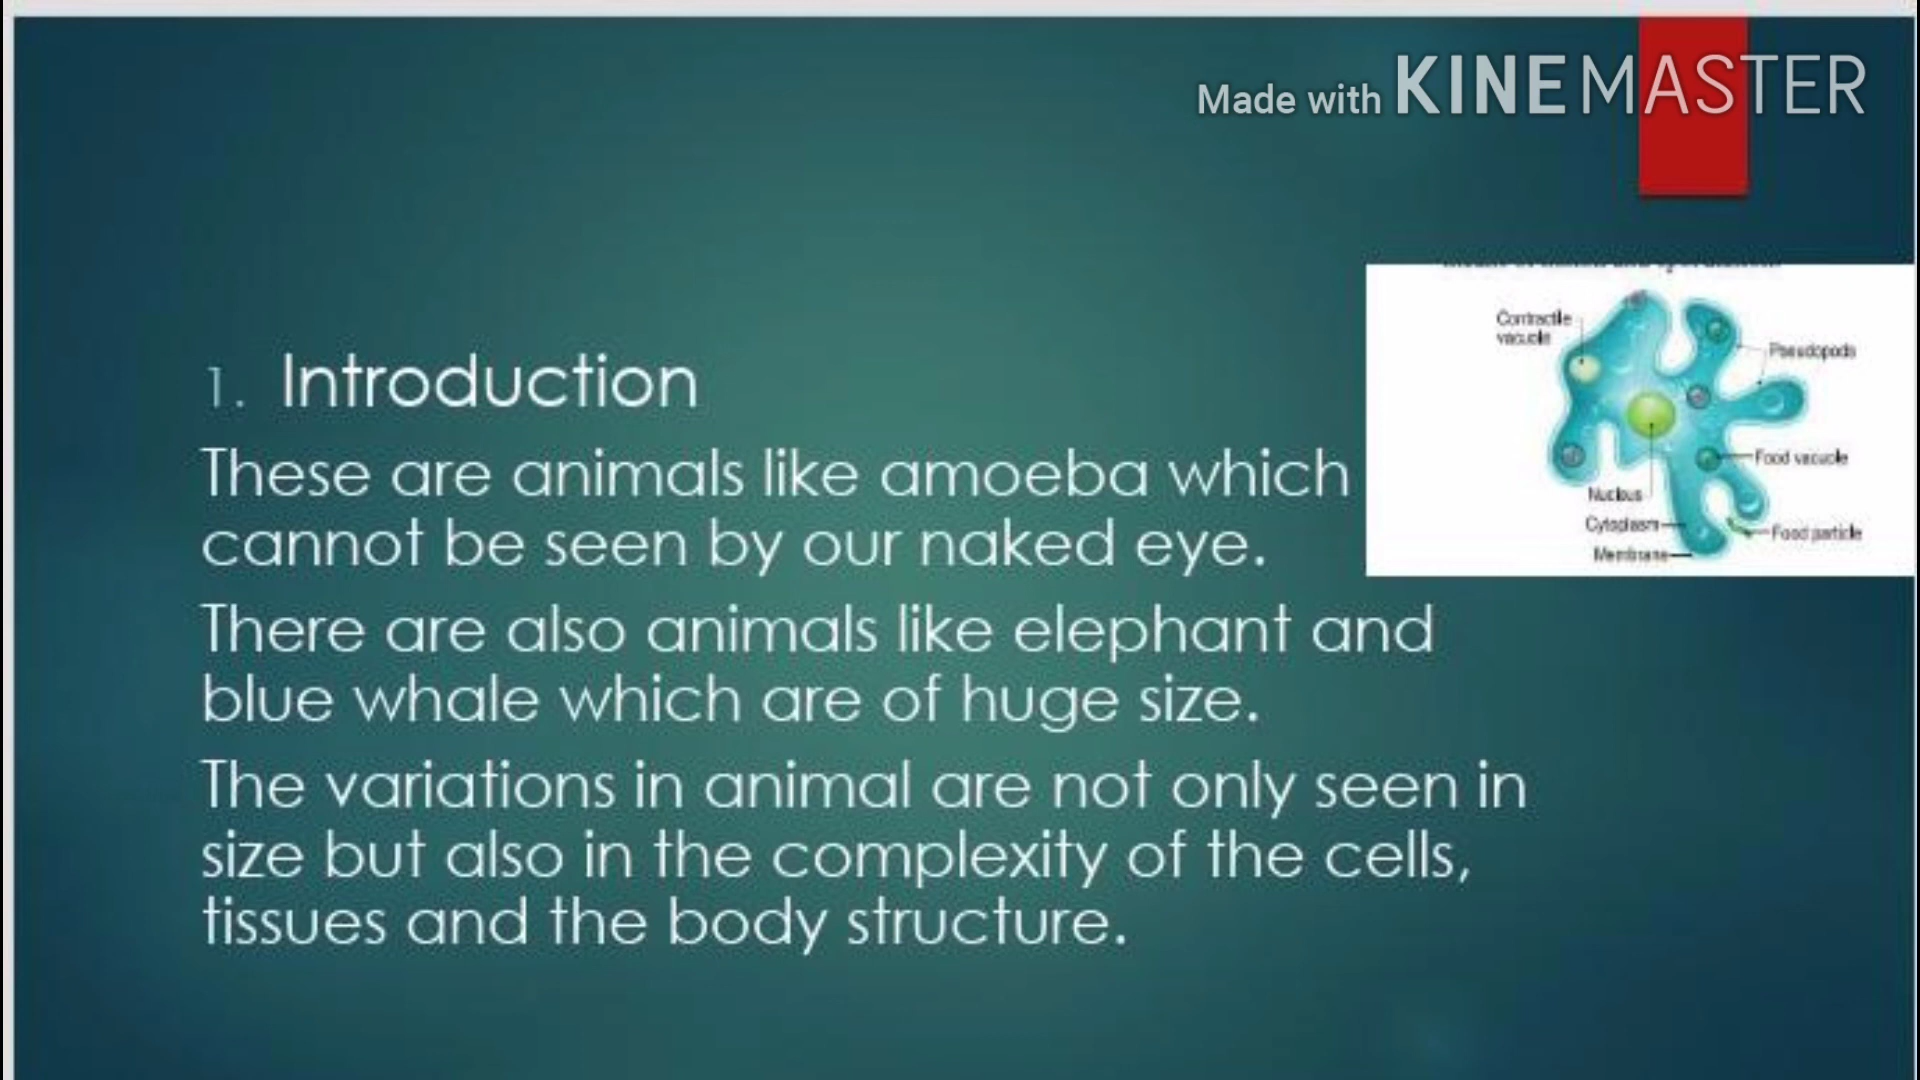 Made with KINEMASTER
1. Introduction
These are animals like amoeba which
cannot be seen by our naked eye.
There are also animals like elephant and
blue whale which are of huge size.
The variations in animal are not only seen in
size but also in the complexity of the cells,
tissues and the body structure.
Contractile
vacuole
Pseudopods
Food vacuole
Nucleus
Cytoplasm
Food particle
Membrane